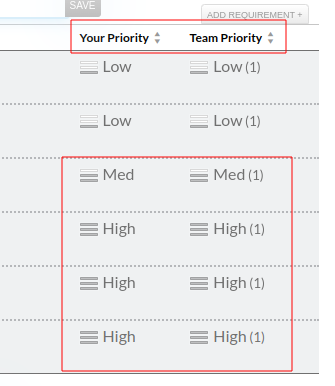 SAVE
ADD REQUIREMENT +
Your Priority Team Priority
Low Low (1)
Low Low (1)
Med Med (1)
High High (1)
High High (1)
High High (1)